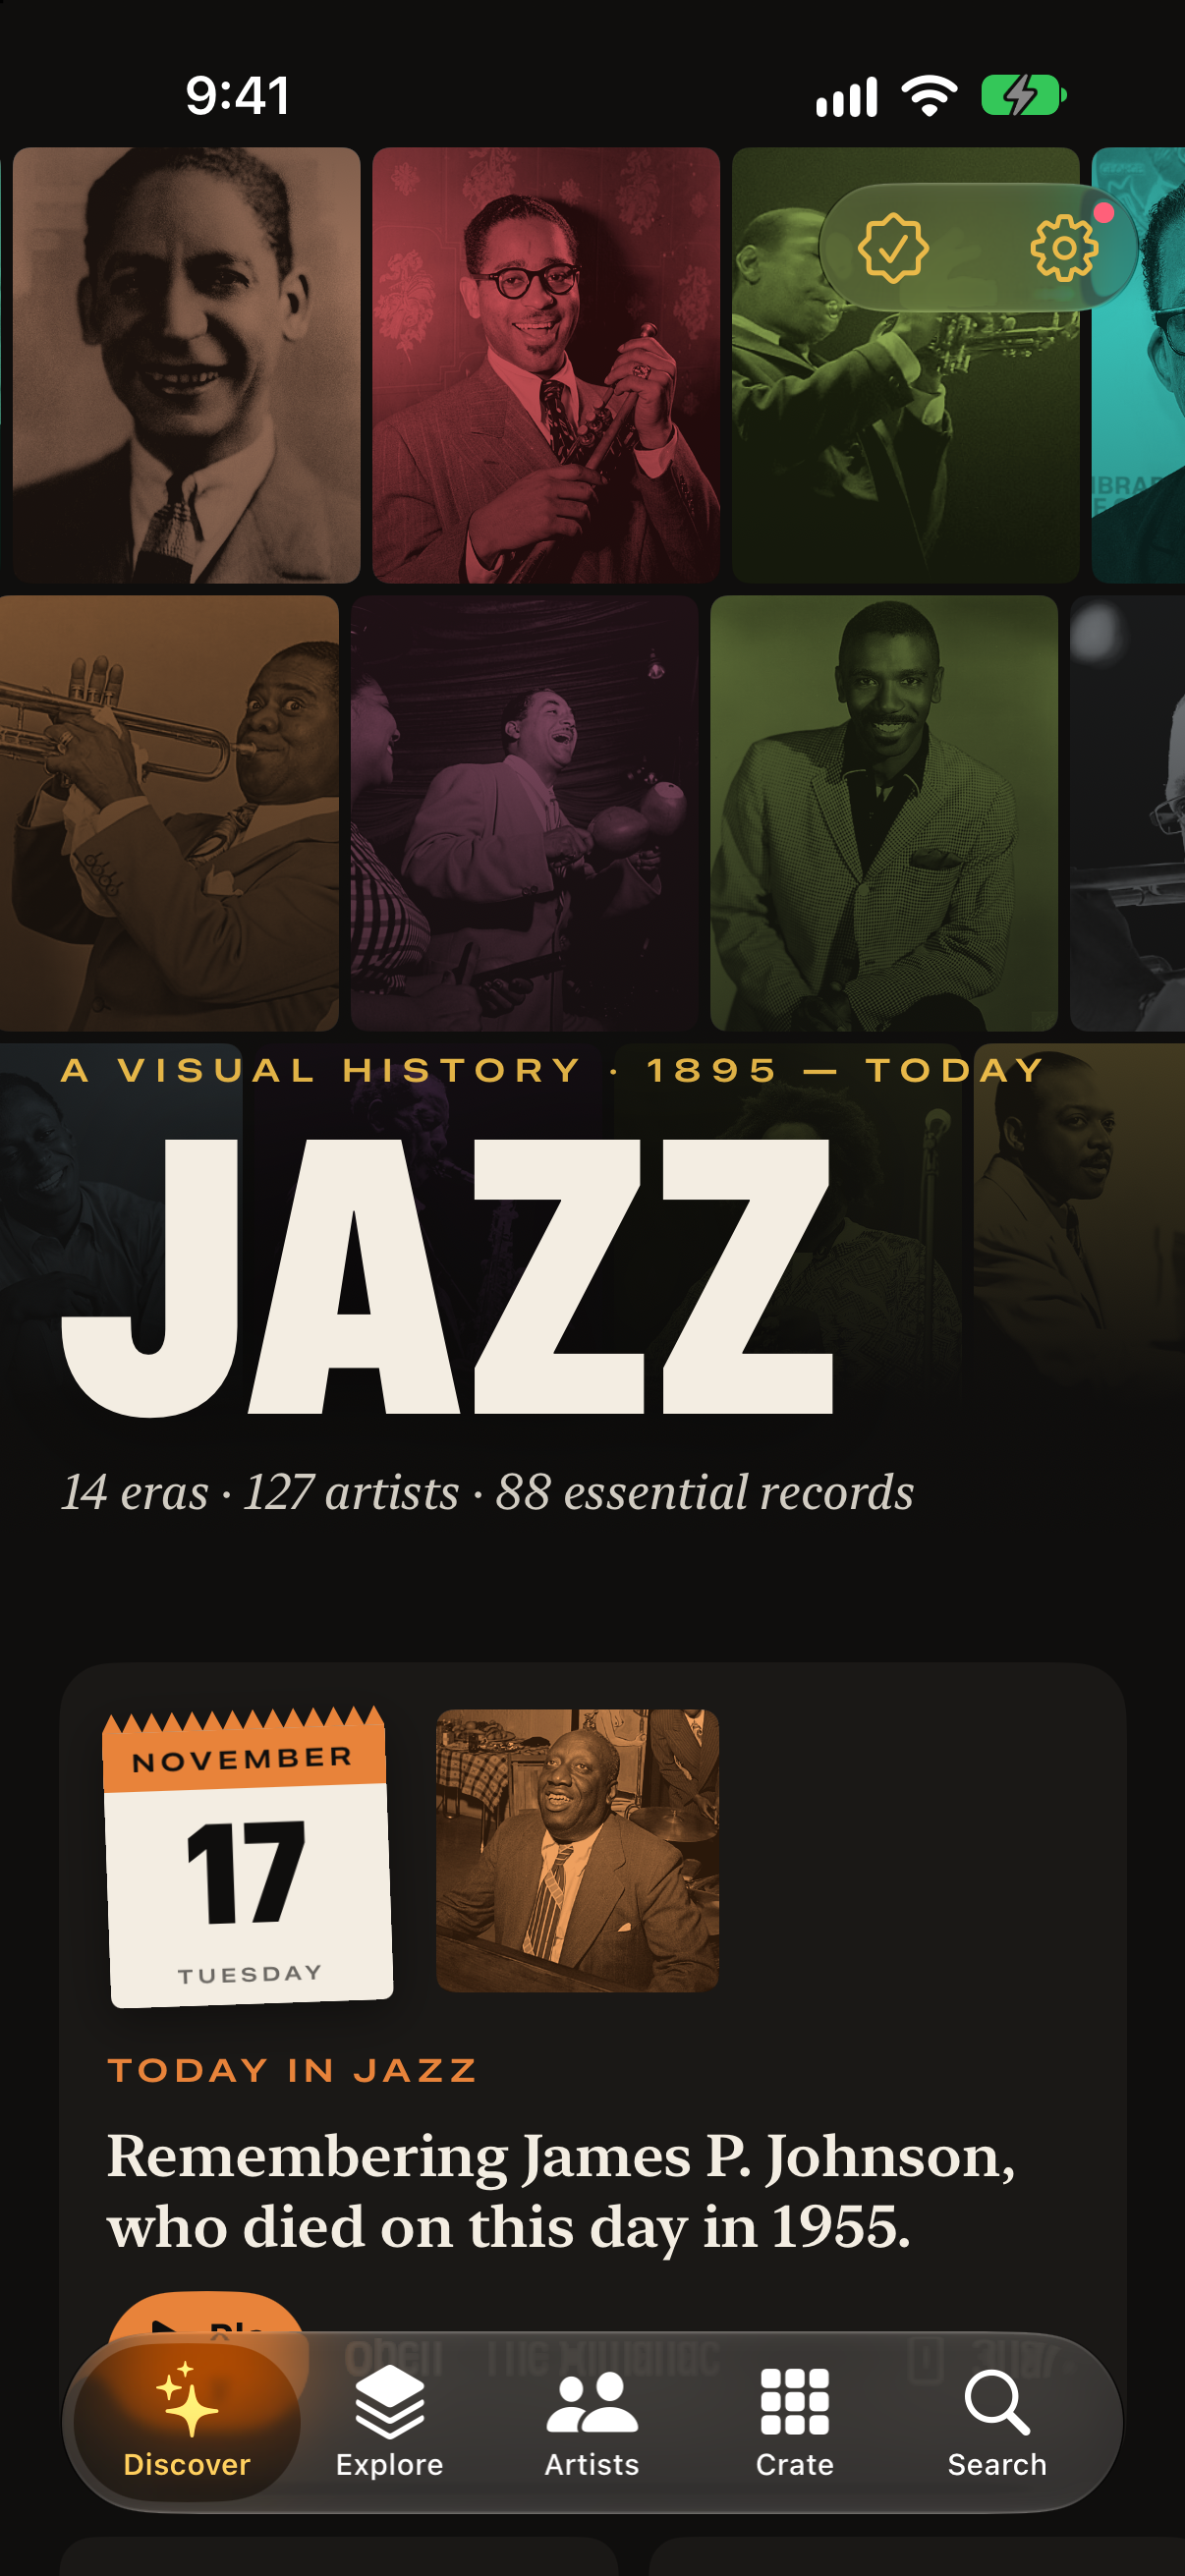 9:41
A VISUAL HISTORY · 1895 — TODAY
JAZZ
14 eras · 127 artists · 88 essential records
NOVEMBER
17
TUESDAY
TODAY IN JAZZ
Remembering James P. Johnson,
who died on this day in 1955.
Discover
Explore
Artists
Crate
Search